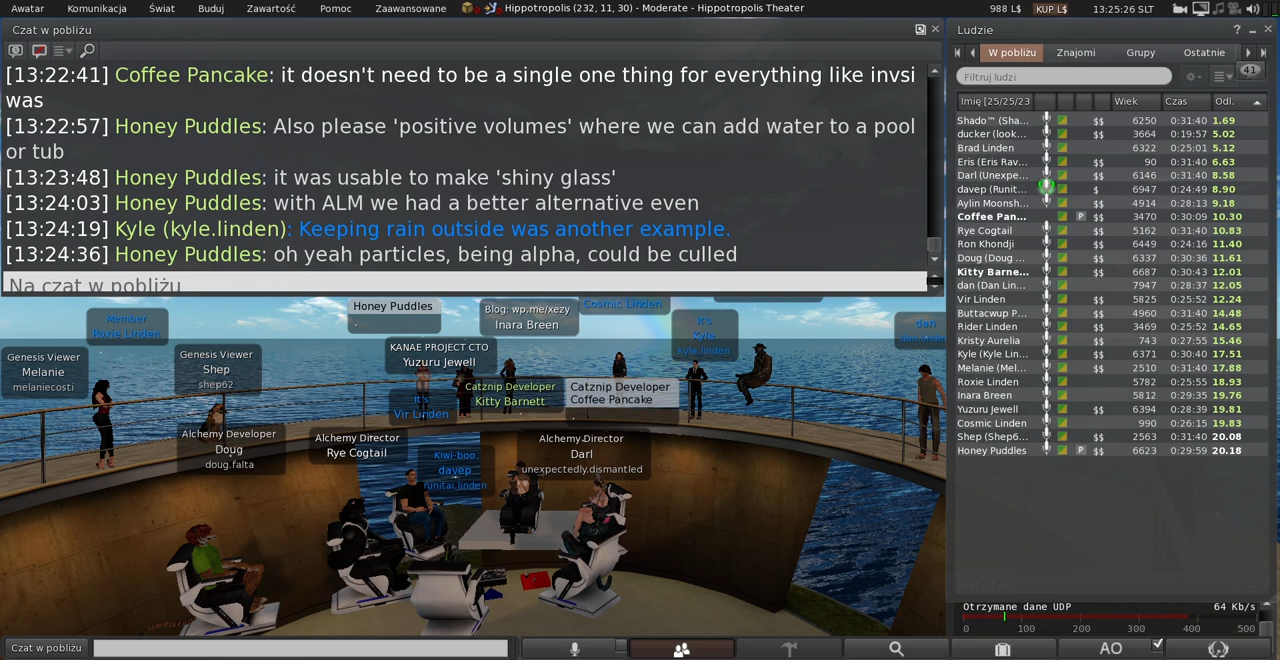 Awatar Komunikacja Świat Buduj Zawartość Pomoc Zaawansowane Hippotropolis (232, 11, 30) - Moderate - Hippotropolis Theater 988 L$ KUP L$ 13:25:26 SLT
Czat w pobliżu
[13:22:41] Coffee Pancake: it doesn't need to be a single one thing for everything like invsi
was
[13:22:57] Honey Puddles: Also please 'positive volumes' where we can add water to a pool
or tub
[13:23:48] Honey Puddles: it was usable to make 'shiny glass'
[13:24:03] Honey Puddles: with ALM we had a better alternative even
[13:24:19] Kyle (kyle.linden): Keeping rain outside was another example.
[13:24:36] Honey Puddles: oh yeah particles, being alpha, could be culled
Na czat w pobliżu
Member
Roxie Linden
Honey Puddles
.
Blog: wp.me/xezy
Inara Breen
Cosmic Linden
it's
Kyle
kyle.linden
dan
Genesis Viewer
Melanie
melaniecosti
Genesis Viewer
Shep
shep62
KANAE PROJECT CTO
Yuzuru Jewell
it's
Vir Linden
Catznip Developer
Kitty Barnett
Catznip Developer
Coffee Pancake
Alchemy Developer
Doug
doug.falta
Alchemy Director
Rye Cogtail
Kiwi-boo
davep
runitai.linden
Alchemy Director
Darl
unexpectedly.dismantled
Czat w pobliżu
Ludzie
W pobliżu Znajomi Grupy Ostatnie
Filtruj ludzi
41
Imię [25/25/23 Wiek Czas Odl.
Shado™ (Sha... $$ 6250 0:31:40 1.69
ducker (look... $$ 3664 0:19:57 5.02
Brad Linden 6322 0:25:01 5.12
Eris (Eris Rav... $$ 90 0:31:40 6.63
Darl (Unexpe... $$ 6146 0:31:40 8.58
davep (Runit... $ 6947 0:24:49 8.90
Aylin Moonsh... $$ 4914 0:28:13 9.18
Coffee Pan... P $$ 3470 0:30:09 10.30
Rye Cogtail $$ 5162 0:31:40 10.83
Ron Khondji $$ 6449 0:24:16 11.40
Doug (Doug ... $$ 6337 0:30:36 11.61
Kitty Barne... $$ 6687 0:30:43 12.01
dan (Dan Lin... 7947 0:28:37 12.05
Vir Linden $$ 5825 0:25:52 12.24
Buttacwup P... $$ 4960 0:31:40 14.48
Rider Linden $$ 3469 0:25:52 14.65
Kristy Aurelia $$ 743 0:27:55 15.46
Kyle (Kyle Lin... $$ 6371 0:30:40 17.51
Melanie (Mel... $$ 2510 0:31:40 17.88
Roxie Linden 5782 0:25:55 18.93
Inara Breen 5812 0:29:35 19.76
Yuzuru Jewell $$ 6394 0:28:39 19.81
Cosmic Linden 990 0:26:15 19.83
Shep (Shep6... $$ 2563 0:31:40 20.08
Honey Puddles P $$ 6623 0:29:59 20.18
Otrzymane dane UDP 64 Kb/s
0 100 200 300 400 500
AO